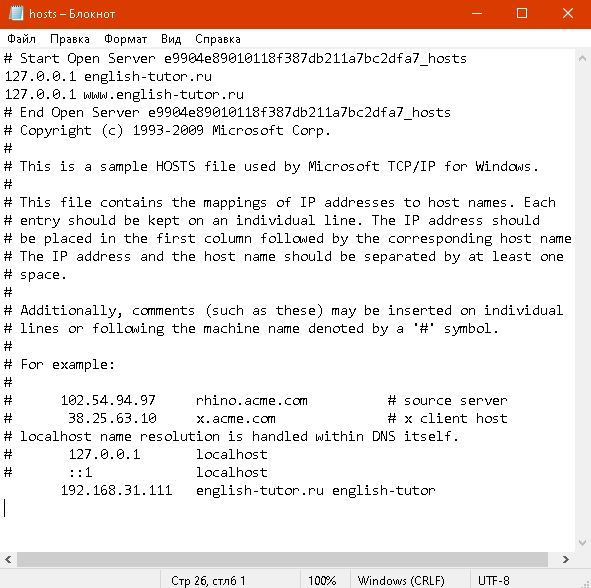 hosts – Блокнот
Файл Правка Формат Вид Справка
# Start Open Server e9904e89010118f387db211a7bc2dfa7_hosts
127.0.0.1 english-tutor.ru
127.0.0.1 www.english-tutor.ru
# End Open Server e9904e89010118f387db211a7bc2dfa7_hosts
# Copyright (c) 1993-2009 Microsoft Corp.
#
# This is a sample HOSTS file used by Microsoft TCP/IP for Windows.
#
# This file contains the mappings of IP addresses to host names. Each
# entry should be kept on an individual line. The IP address should
# be placed in the first column followed by the corresponding host name
# The IP address and the host name should be separated by at least one
# space.
#
# Additionally, comments (such as these) may be inserted on individual
# lines or following the machine name denoted by a '#' symbol.
#
# For example:
#
# 102.54.94.97 rhino.acme.com # source server
# 38.25.63.10 x.acme.com # x client host
# localhost name resolution is handled within DNS itself.
# 127.0.0.1 localhost
# ::1 localhost
192.168.31.111 english-tutor.ru english-tutor
Стр 26, стлб 1 100% Windows (CRLF) UTF-8